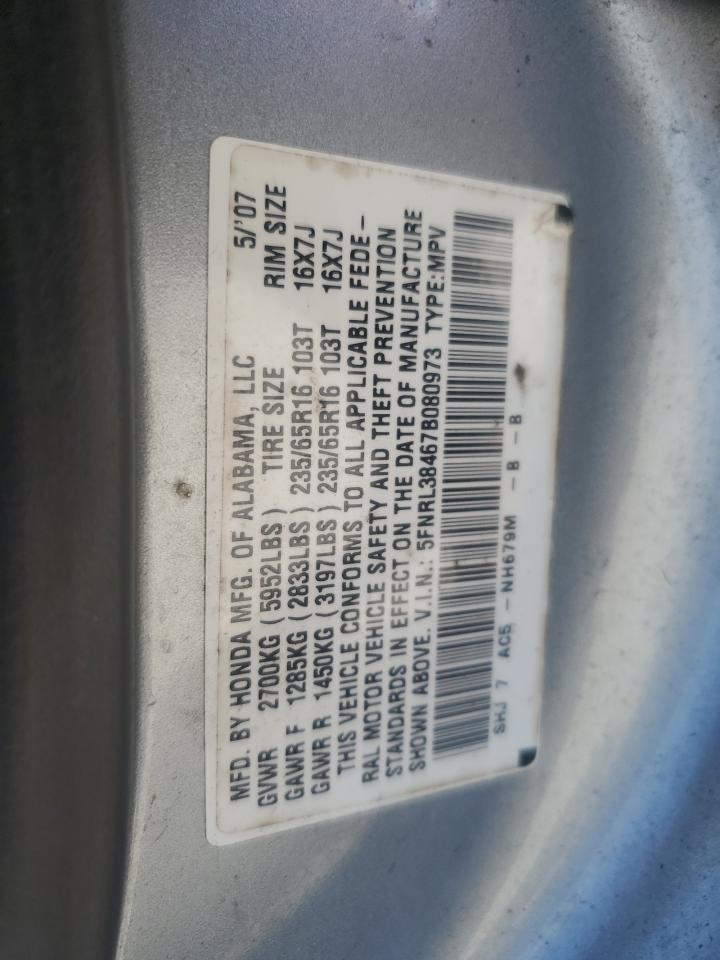 MFD. BY HONDA MFG. OF ALABAMA, LLC 5/'07
GVWR 2700KG (5952LBS) TIRE SIZE RIM SIZE
GAWR F 1285KG (2833LBS) 235/65R16 103T 16X7J
GAWR R 1450KG (3197LBS) 235/65R16 103T 16X7J
THIS VEHICLE CONFORMS TO ALL APPLICABLE FEDE-
RAL MOTOR VEHICLE SAFETY AND THEFT PREVENTION
STANDARDS IN EFFECT ON THE DATE OF MANUFACTURE
SHOWN ABOVE. V.I.N.: 5FNRL38467B080973 TYPE:MPV
SHJ 7 AC5 -NH679M - B - B